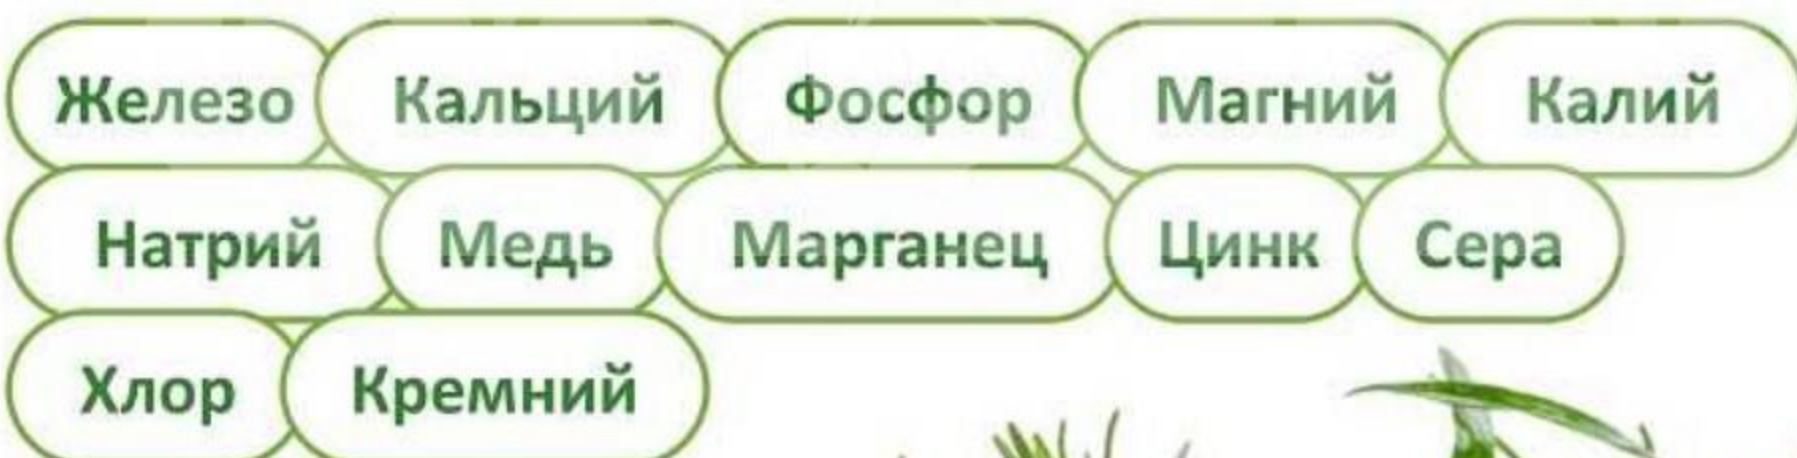 Железо Кальций Фосфор Магний Калий
Натрий Медь Марганец Цинк Сера
Хлор Кремний